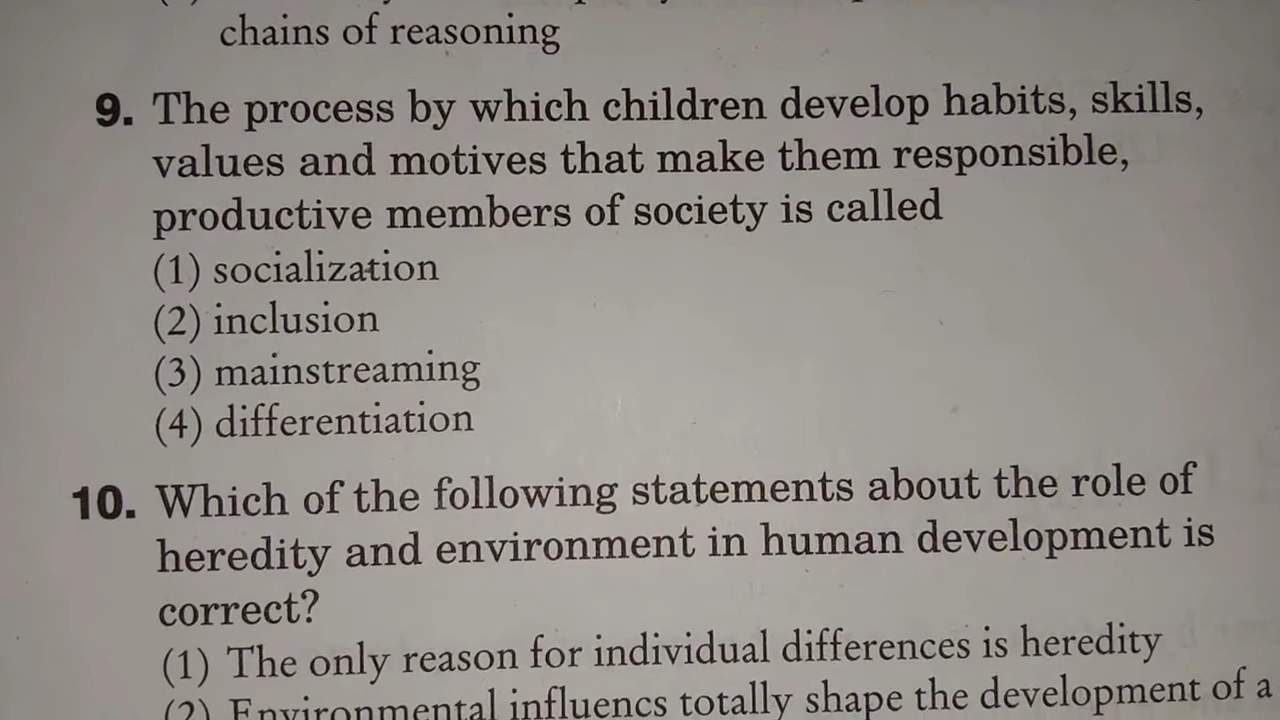 chains of reasoning
9. The process by which children develop habits, skills,
values and motives that make them responsible,
productive members of society is called
(1) socialization
(2) inclusion
(3) mainstreaming
(4) differentiation
10. Which of the following statements about the role of
heredity and environment in human development is
correct?
(1) The only reason for individual differences is heredity
(2) Environmental influencs totally shape the development of a